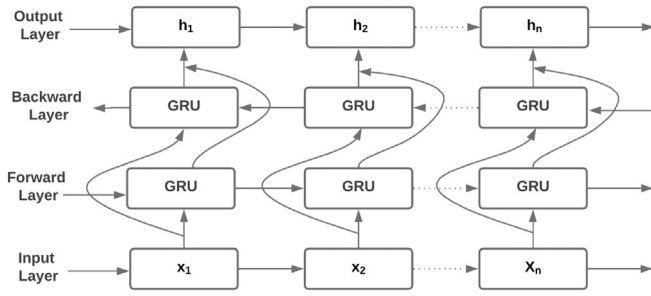 Output
Layer
h₁
h₂
hₙ
Backward
Layer
GRU
GRU
GRU
Forward
Layer
GRU
GRU
GRU
Input
Layer
x₁
x₂
Xₙ